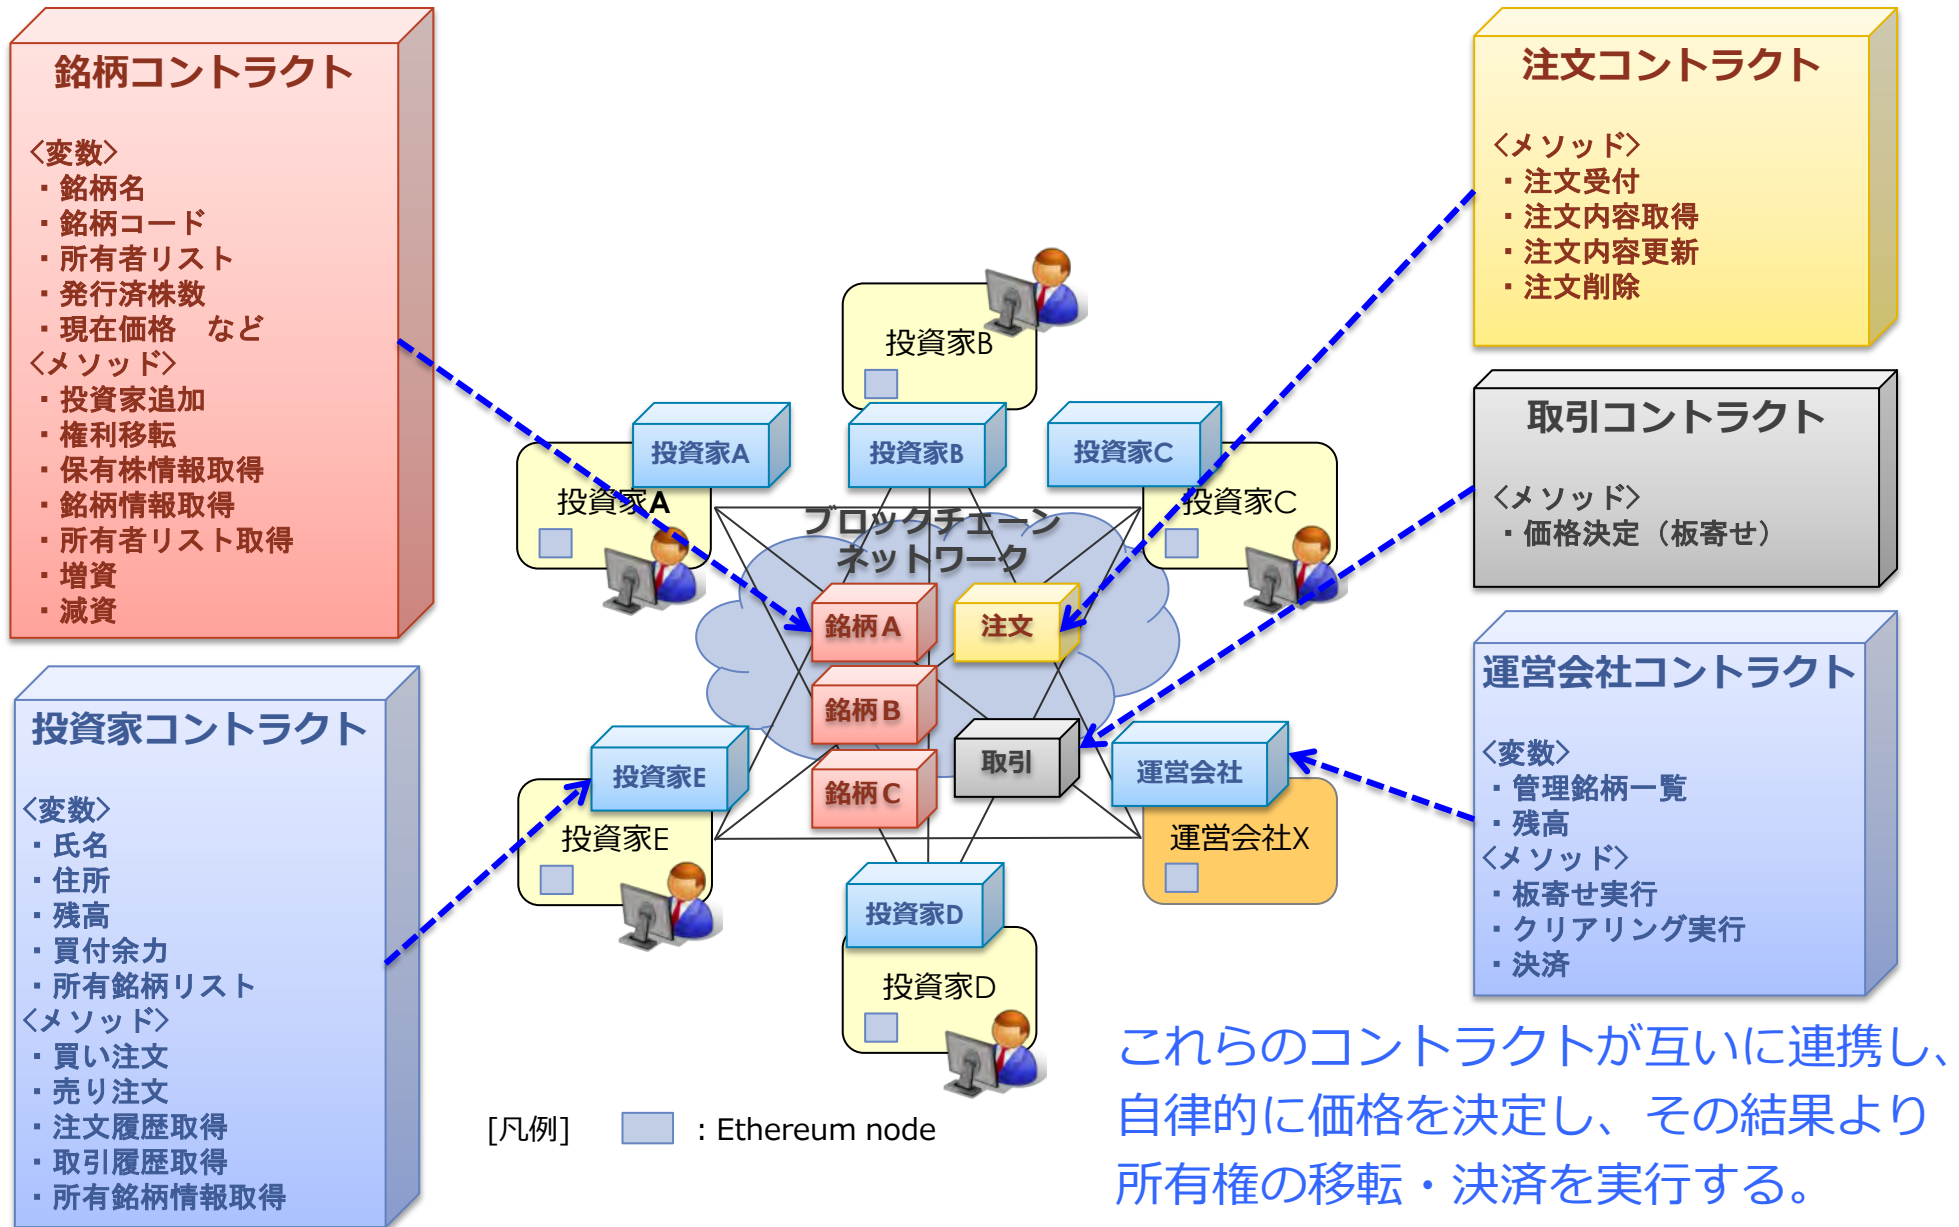 銘柄コントラクト
<変数>
・銘柄名
・銘柄コード
・所有者リスト
・発行済株数
・現在価格　など
<メソッド>
・投資家追加
・権利移転
・保有株情報取得
・銘柄情報取得
・所有者リスト取得
・増資
・減資
投資家コントラクト
<変数>
・氏名
・住所
・残高
・買付余力
・所有銘柄リスト
<メソッド>
・買い注文
・売り注文
・注文履歴取得
・取引履歴取得
・所有銘柄情報取得
投資家B
投資家A
投資家B
投資家C
投資家A
投資家C
ブロックチェーン
ネットワーク
銘柄A
注文
銘柄B
取引
銘柄C
投資家E
運営会社
投資家E
運営会社X
投資家D
投資家D
[凡例]
: Ethereum node
注文コントラクト
<メソッド>
・注文受付
・注文内容取得
・注文内容更新
・注文削除
取引コントラクト
<メソッド>
・価格決定（板寄せ）
運営会社コントラクト
<変数>
・管理銘柄一覧
・残高
<メソッド>
・板寄せ実行
・クリアリング実行
・決済
これらのコントラクトが互いに連携し、
自律的に価格を決定し、その結果より
所有権の移転・決済を実行する。